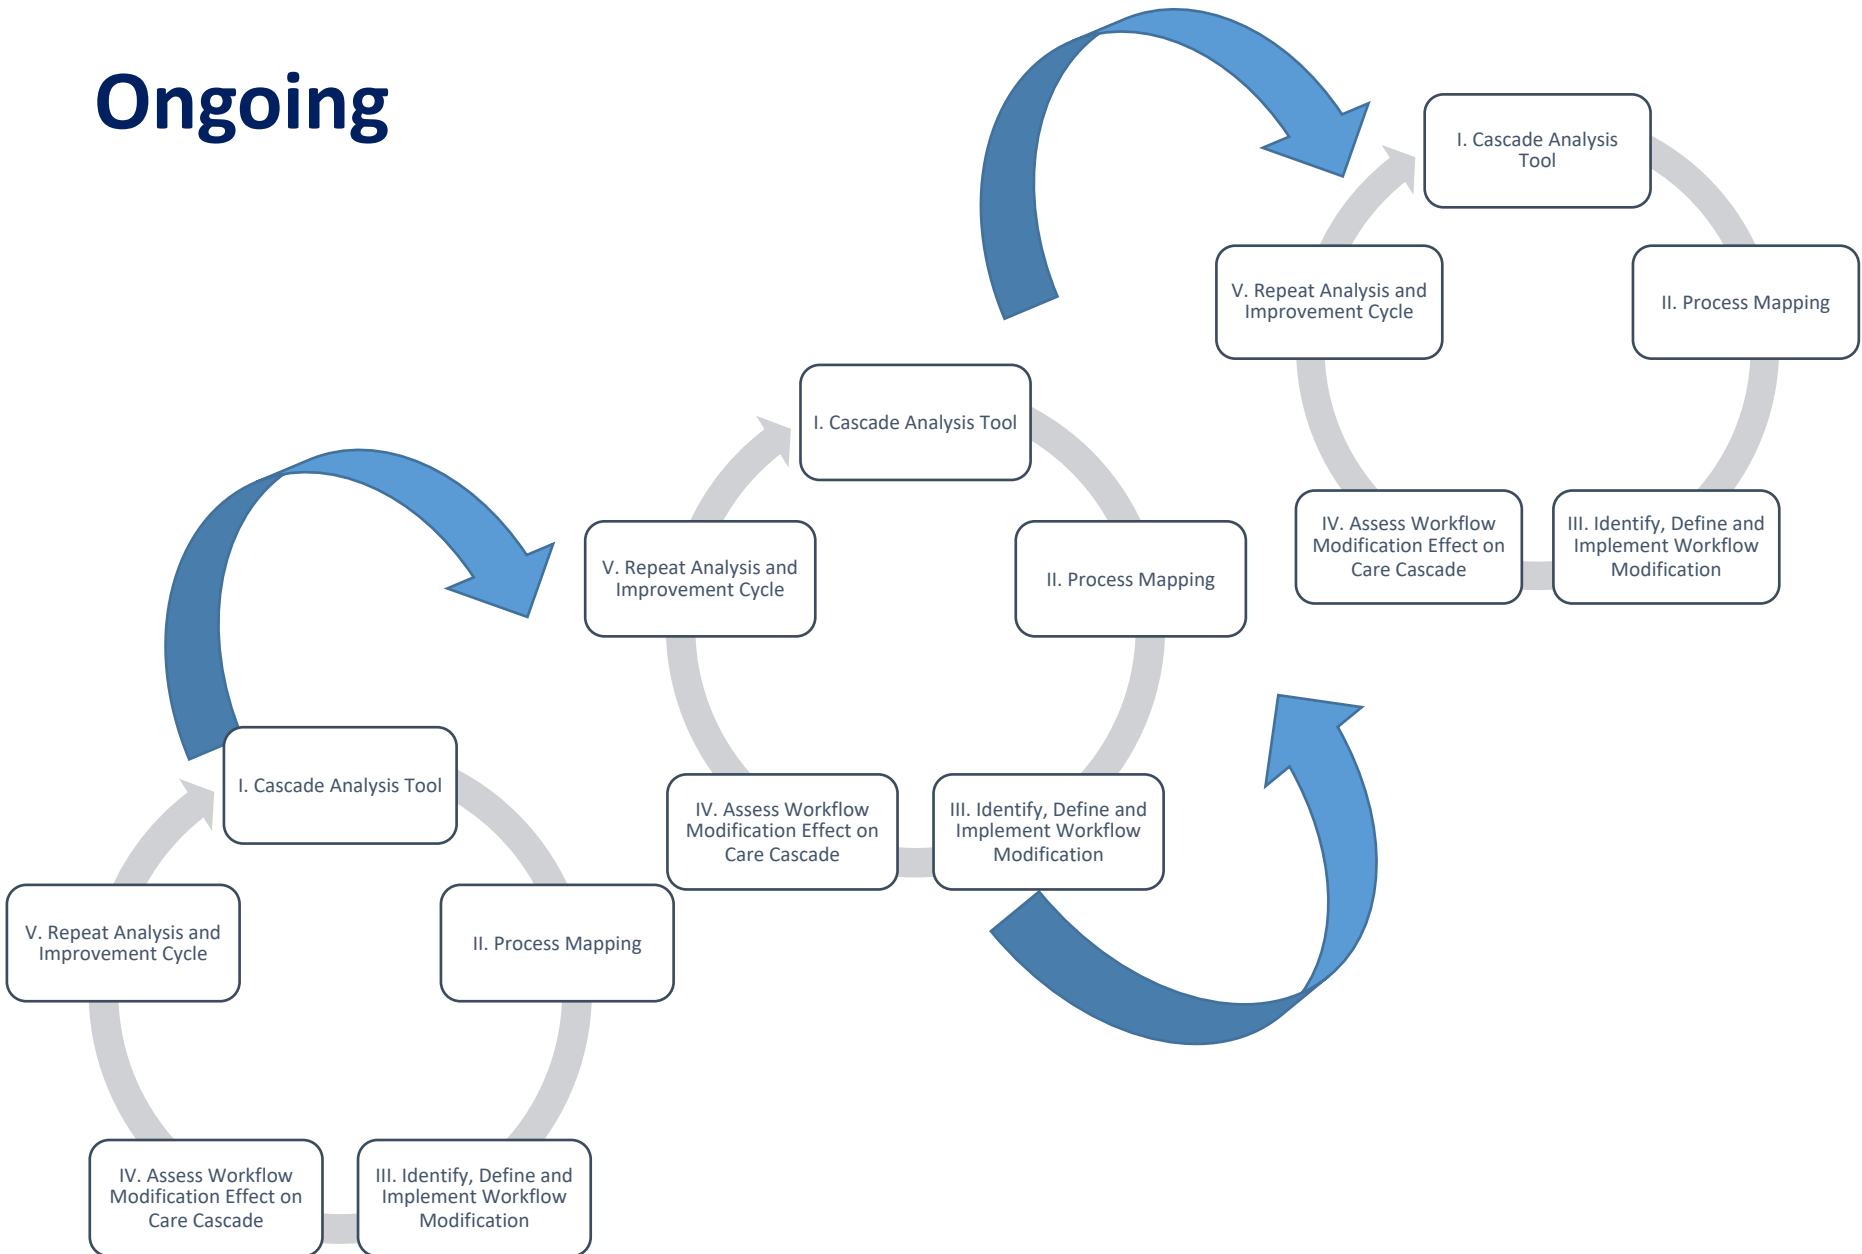 Ongoing
I. Cascade Analysis
Tool
II. Process Mapping
III. Identify, Define and
Implement Workflow
Modification
IV. Assess Workflow
Modification Effect on
Care Cascade
V. Repeat Analysis and
Improvement Cycle
I. Cascade Analysis Tool
II. Process Mapping
III. Identify, Define and
Implement Workflow
Modification
IV. Assess Workflow
Modification Effect on
Care Cascade
V. Repeat Analysis and
Improvement Cycle
I. Cascade Analysis Tool
II. Process Mapping
III. Identify, Define and
Implement Workflow
Modification
IV. Assess Workflow
Modification Effect on
Care Cascade
V. Repeat Analysis and
Improvement Cycle